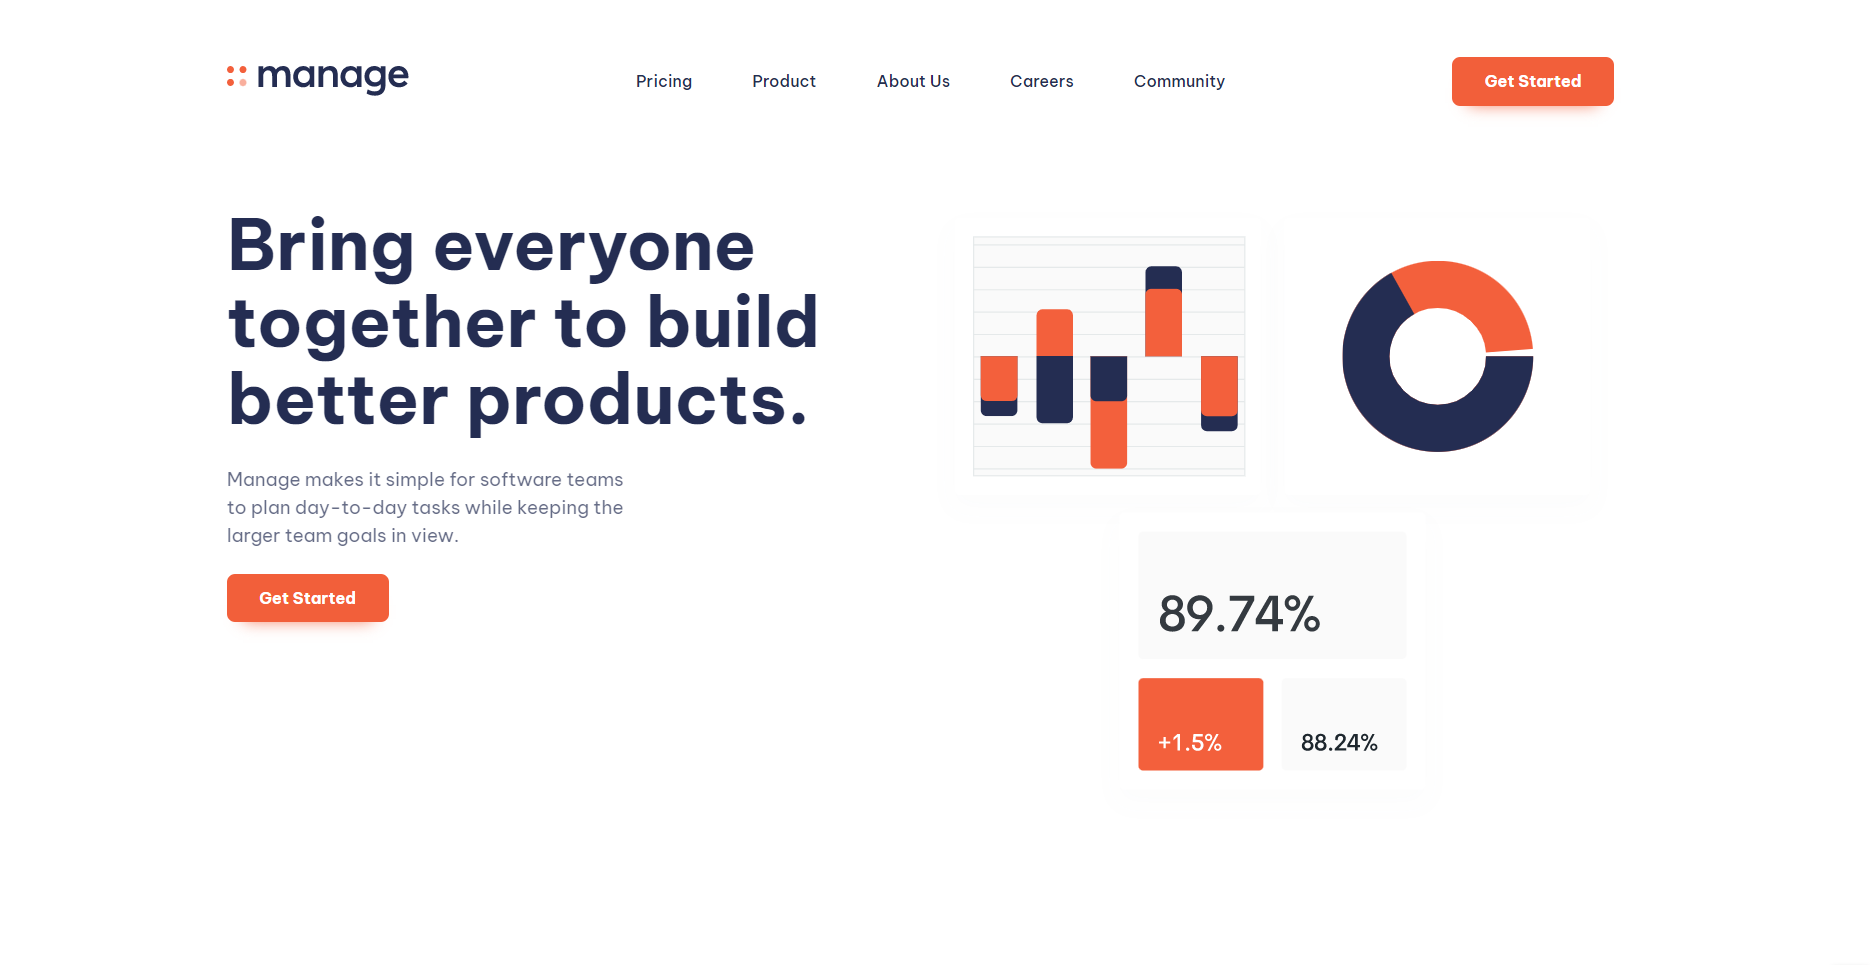 manage
Pricing
Product
About Us
Careers
Community
Get Started
Bring everyone
together to build
better products.
Manage makes it simple for software teams
to plan day-to-day tasks while keeping the
larger team goals in view.
Get Started
89.74%
+1.5%
88.24%